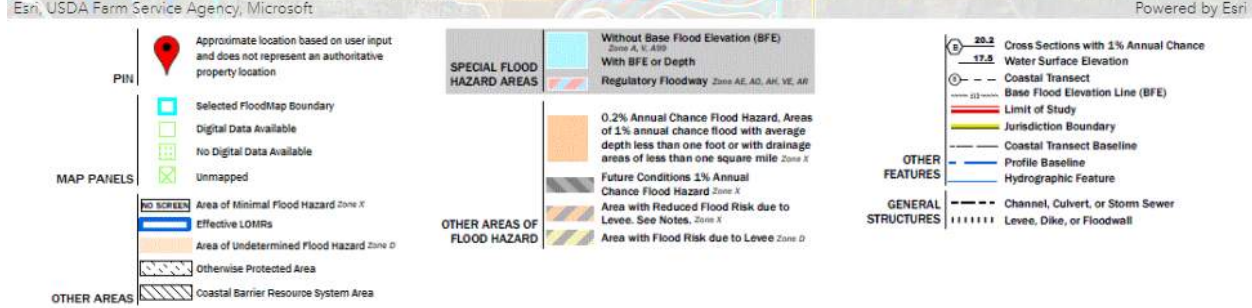 Esri, USDA Farm Service Agency, Microsoft
Powered by Esri
PIN
Approximate location based on user input
and does not represent an authoritative
property location
MAP PANELS
Selected FloodMap Boundary
Digital Data Available
No Digital Data Available
Unmapped
OTHER AREAS
NO SCREEN Area of Minimal Flood Hazard Zone X
Effective LOMRs
Area of Undetermined Flood Hazard Zone D
Otherwise Protected Area
Coastal Barrier Resource System Area
SPECIAL FLOOD
HAZARD AREAS
Without Base Flood Elevation (BFE)
Zone A, V, A99
With BFE or Depth
Regulatory Floodway Zone AE, AO, AH, VE, AR
OTHER AREAS OF
FLOOD HAZARD
0.2% Annual Chance Flood Hazard, Areas
of 1% annual chance flood with average
depth less than one foot or with drainage
areas of less than one square mile Zone X
Future Conditions 1% Annual
Chance Flood Hazard Zone X
Area with Reduced Flood Risk due to
Levee. See Notes. Zone X
Area with Flood Risk due to Levee Zone D
OTHER
FEATURES
20.2 Cross Sections with 1% Annual Chance
17.5 Water Surface Elevation
Coastal Transect
Base Flood Elevation Line (BFE)
Limit of Study
Jurisdiction Boundary
Coastal Transect Baseline
Profile Baseline
Hydrographic Feature
GENERAL
STRUCTURES
Channel, Culvert, or Storm Sewer
Levee, Dike, or Floodwall